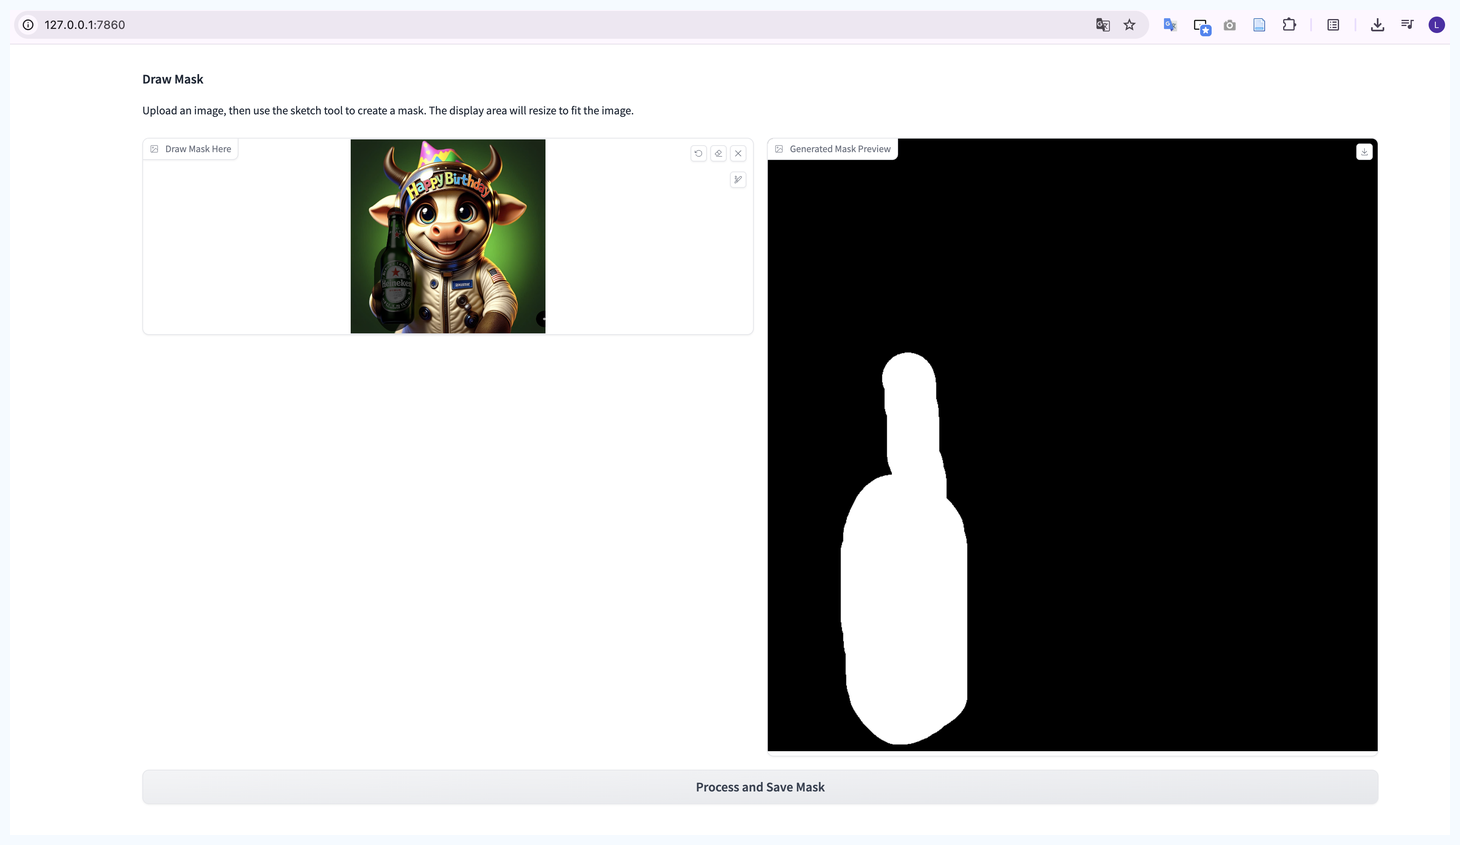 127.0.0.1:7860
L
Draw Mask
Upload an image, then use the sketch tool to create a mask. The display area will resize to fit the image.
Draw Mask Here
Happy Birthday
Heineken
Generated Mask Preview
Process and Save Mask